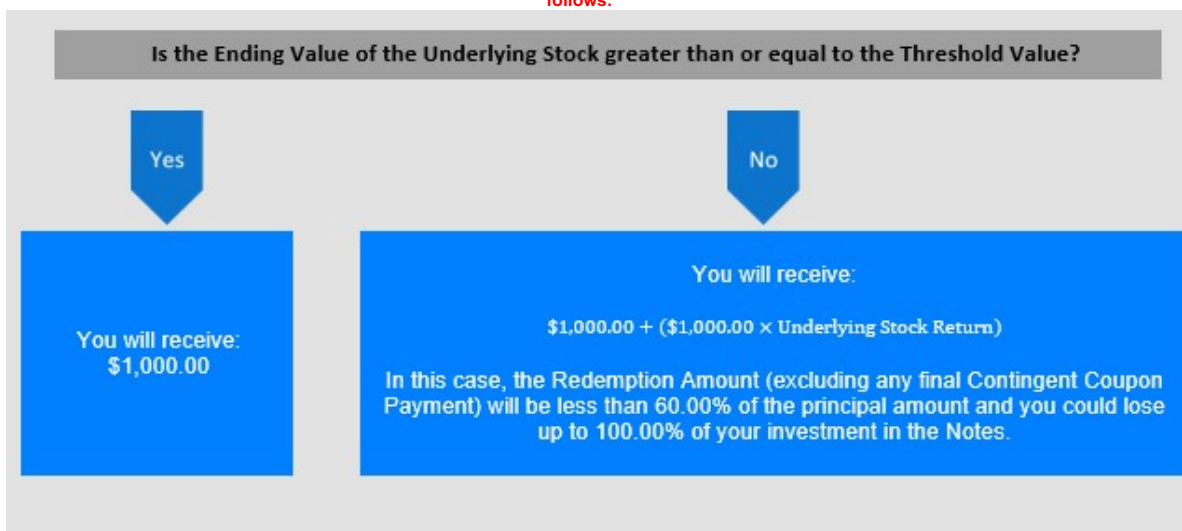 follows:
Is the Ending Value of the Underlying Stock greater than or equal to the Threshold Value?
Yes
No
You will receive:
$1,000.00
You will receive:
$1,000.00 + ($1,000.00 × Underlying Stock Return)
In this case, the Redemption Amount (excluding any final Contingent Coupon
Payment) will be less than 60.00% of the principal amount and you could lose
up to 100.00% of your investment in the Notes.